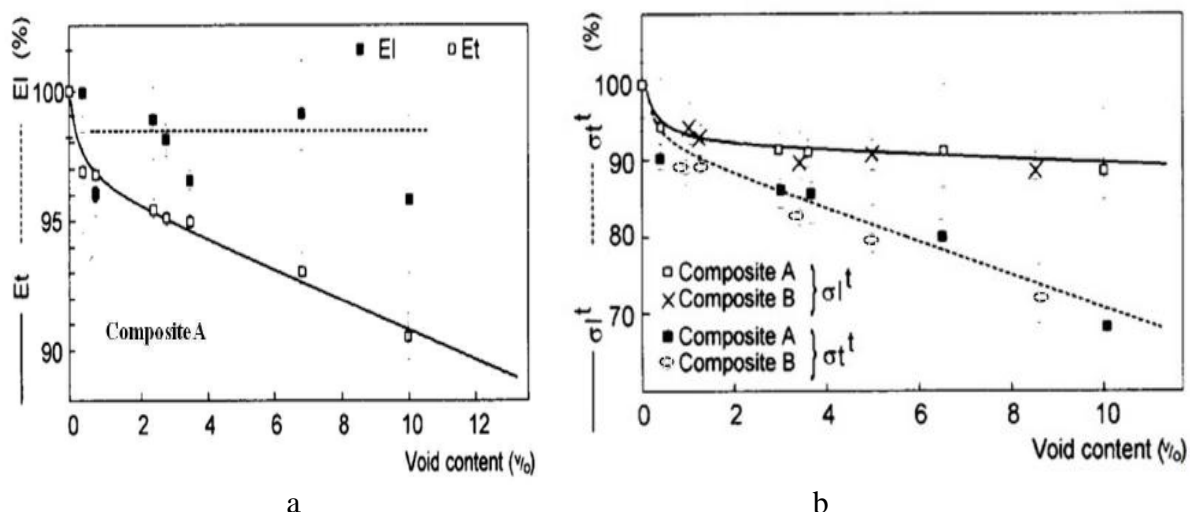 (%)
El
Et
100
95
90
■ El
□ Et
Composite A
0
2
4
6
8
10
12
Void content (v/o)
a
(%)
σt^t
σl^t
100
90
80
70
□ Composite A
× Composite B
} σl^t
■ Composite A
Composite B
} σt^t
0
2
4
6
8
10
Void content (v/o)
b